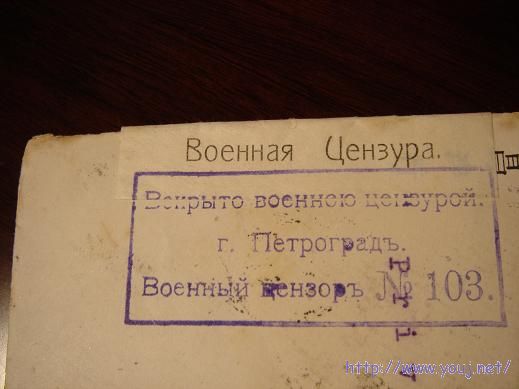 Военная Цензура.
Вскрыто военною цензурой.
г. Петроградъ.
Военный цензоръ № 103.
http://www.youj.net/